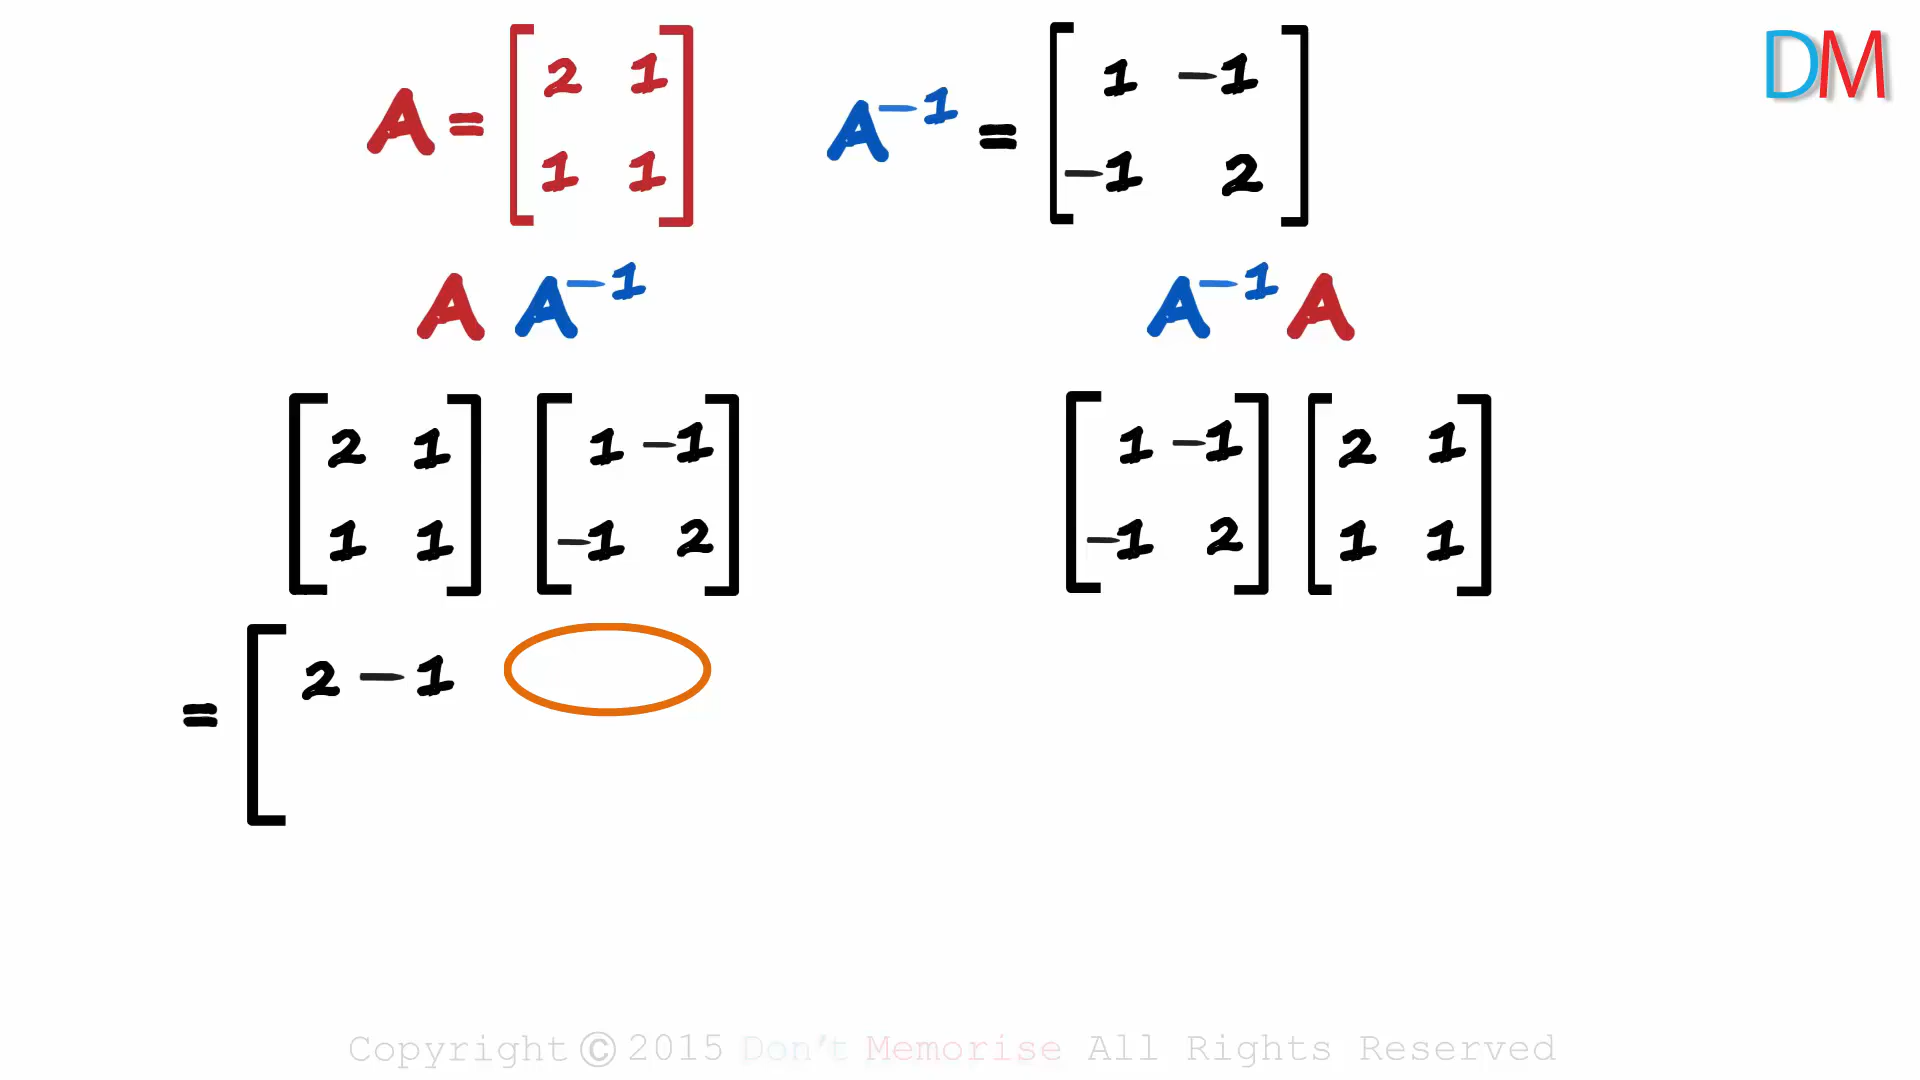 A = [ 2 1 A⁻¹ = [ 1 −1 ] DM
1 1 ] −1 2
A A⁻¹ A⁻¹ A
[ 2 1 ] [ 1 −1 ] [ 1 −1 ] [ 2 1 ]
[ 1 1 ] [ −1 2 ] [ −1 2 ] [ 1 1 ]
= [ 2 − 1
Copyright © 2015 Don't Memorise All Rights Reserved